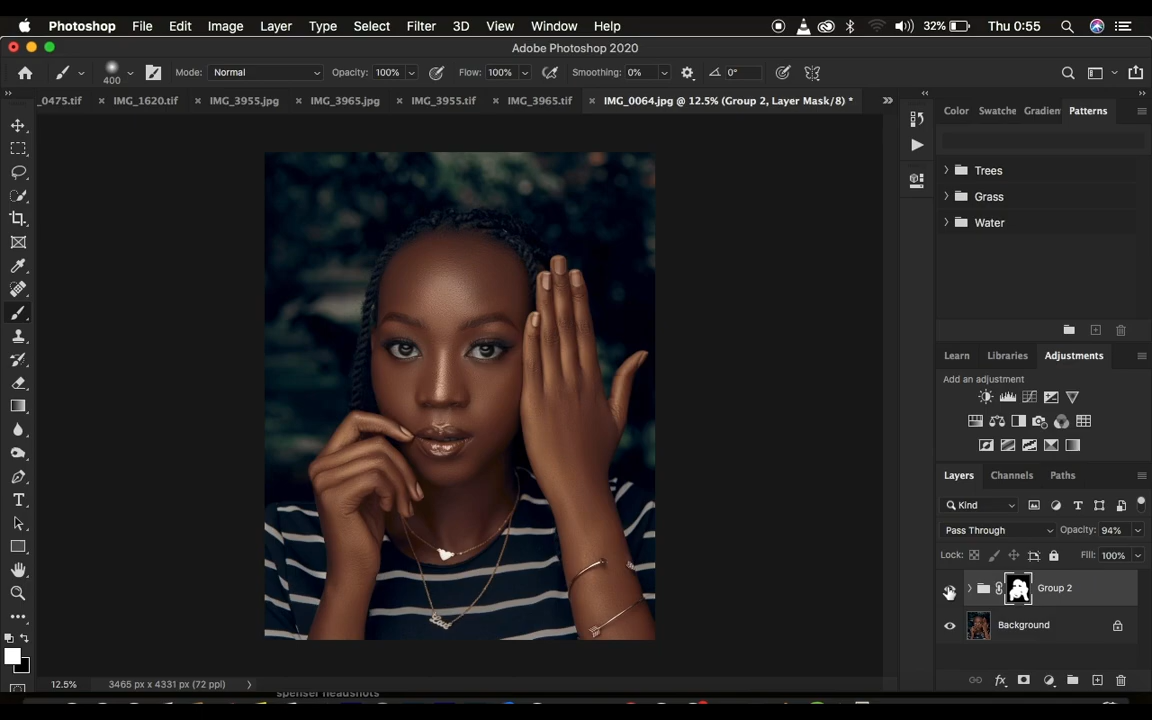 Photoshop File Edit Image Layer Type Select Filter 3D View Window Help 32% Thu 0:55
Adobe Photoshop 2020
400 Mode: Normal Opacity: 100% Flow: 100% Smoothing: 0% 0°
_0475.tif × IMG_1620.tif × IMG_3955.jpg × IMG_3965.jpg × IMG_3955.tif × IMG_3965.tif × IMG_0064.jpg @ 12.5% (Group 2, Layer Mask/8) *
Color Swatche Gradien Patterns
Trees
Grass
Water
Learn Libraries Adjustments
Add an adjustment
Layers Channels Paths
Kind
Pass Through Opacity: 94%
Lock: Fill: 100%
Group 2
Background
12.5% 3465 px x 4331 px (72 ppi)
spenser headshots